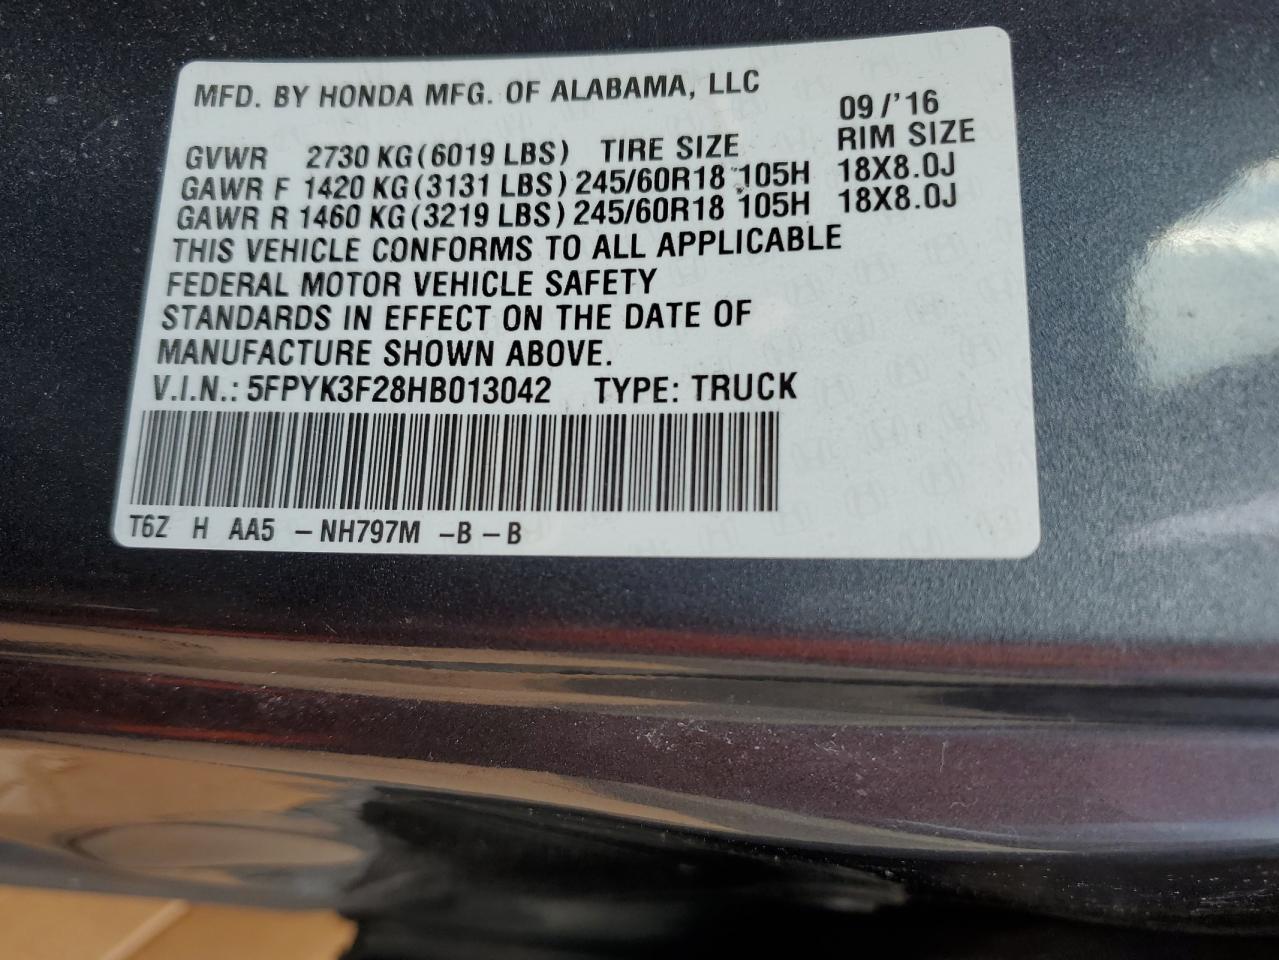 MFD. BY HONDA MFG. OF ALABAMA, LLC
09/'16
GVWR 2730 KG(6019 LBS) TIRE SIZE RIM SIZE
GAWR F 1420 KG(3131 LBS) 245/60R18 105H 18X8.0J
GAWR R 1460 KG(3219 LBS) 245/60R18 105H 18X8.0J
THIS VEHICLE CONFORMS TO ALL APPLICABLE
FEDERAL MOTOR VEHICLE SAFETY
STANDARDS IN EFFECT ON THE DATE OF
MANUFACTURE SHOWN ABOVE.
V.I.N.: 5FPYK3F28HB013042 TYPE: TRUCK
T6Z H AA5 -NH797M -B -B